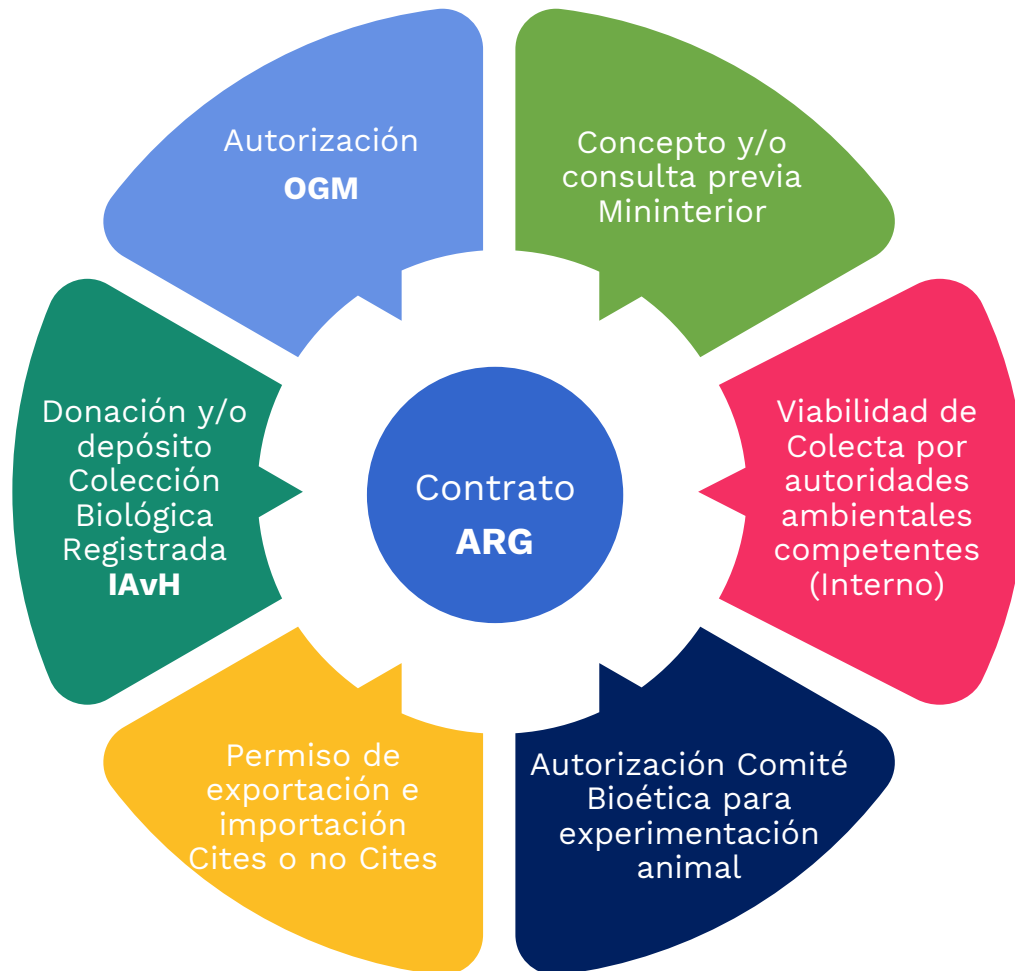 Autorización
OGM
Concepto y/o
consulta previa
Mininterior
Donación y/o
depósito
Colección
Biológica
Registrada
IAvH
Contrato
ARG
Viabilidad de
Colecta por
autoridades
ambientales
competentes
(Interno)
Permiso de
exportación e
importación
Cites o no Cites
Autorización Comité
Bioética para
experimentación
animal